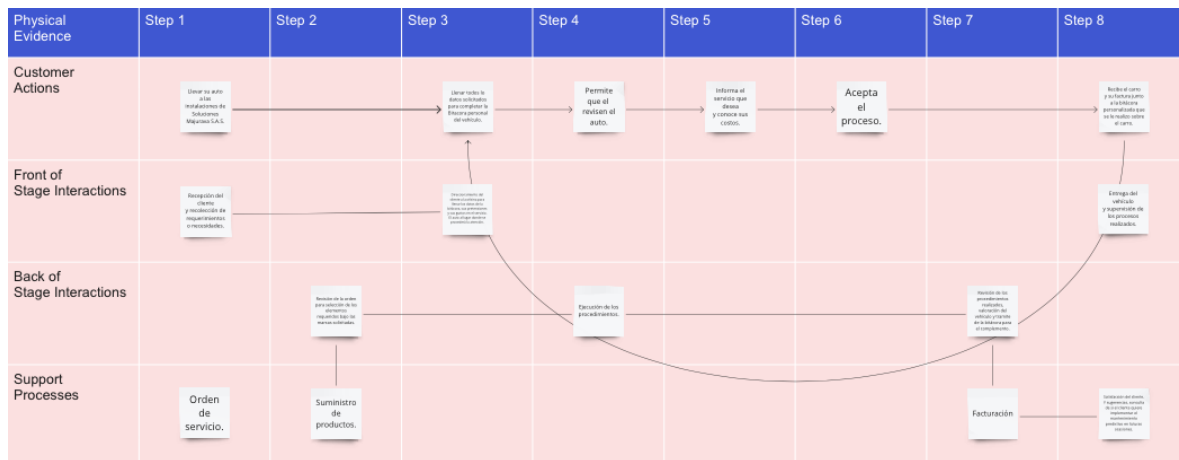 Physical
Evidence
Step 1
Step 2
Step 3
Step 4
Step 5
Step 6
Step 7
Step 8
Customer
Actions
Llevar su auto
a las
instalaciones de
Soluciones
Majureso S.A.S.
Llenar todos lo
datos solicitados
para completar la
Bitácora personal
del vehículo.
Permite
que el
revisen el
auto.
Informa el
servicio que
desea
y conoce sus
costos.
Acepta
el
proceso.
Recibe el carro
y su factura junto
a la bitácora
personalizada que
se le realizo sobre
el carro.
Front of
Stage Interactions
Recepción del
cliente
y recolección de
requerimientos
o necesidades.
Entrega del
vehículo
y supervisión de
los procesos
realizados.
Back of
Stage Interactions
Revisión de la orden
para selección de los
elementos
requeridos bajo las
marcas solicitadas.
Ejecución de los
procedimientos.
Revisión de los
procedimientos
realizados,
valoración del
vehículo y tramite
de la bitácora para
el complemento.
Support
Processes
Orden
de
servicio.
Suministro
de
productos.
Facturación